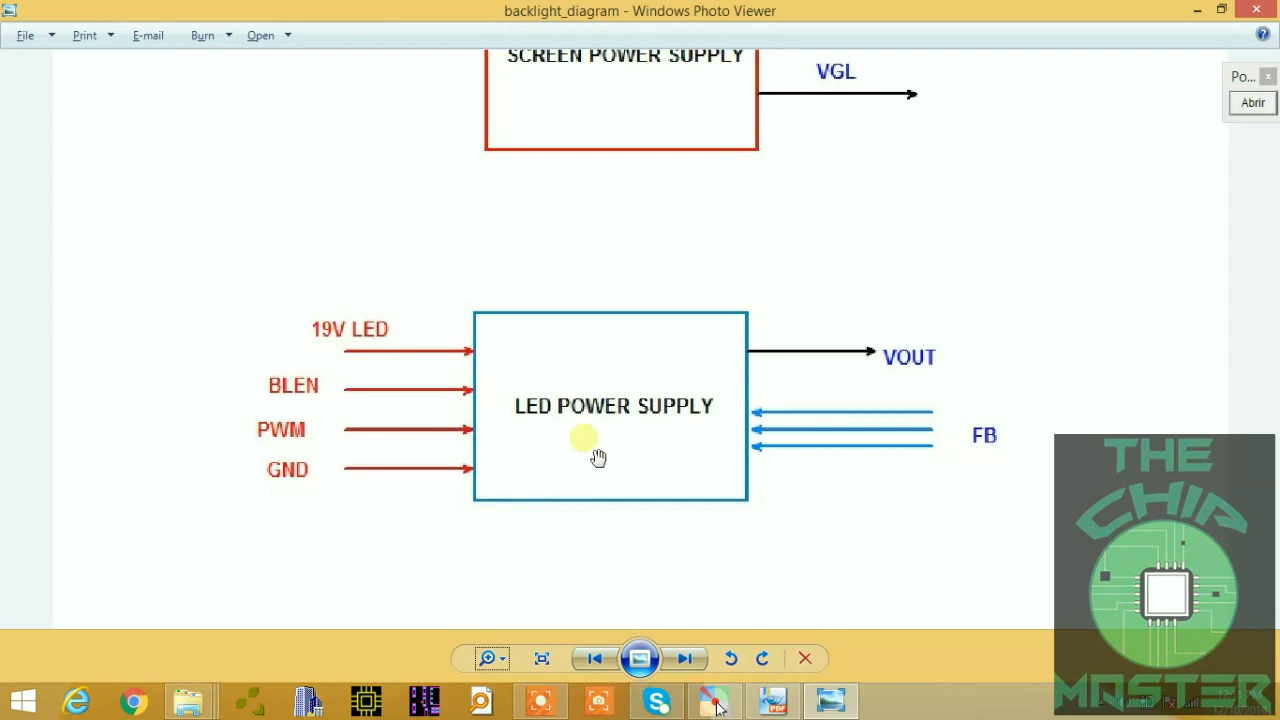 backlight_diagram - Windows Photo Viewer
File Print E-mail Burn Open
Po...
Abrir
SCREEN POWER SUPPLY
VGL
19V LED
BLEN
PWM
GND
LED POWER SUPPLY
VOUT
FB
THE
CHIP
MASTER
PDF